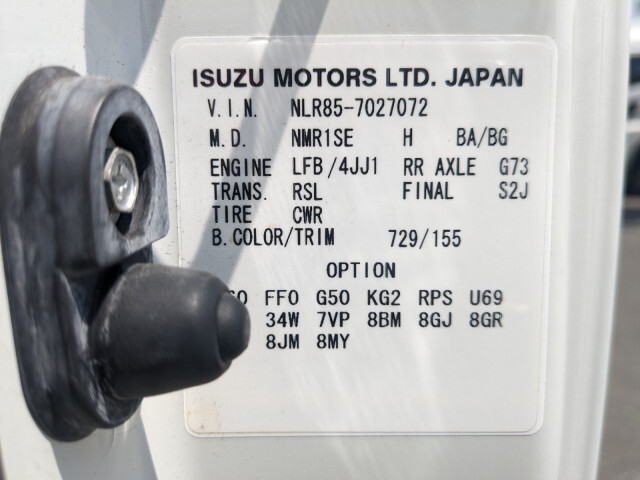 ISUZU MOTORS LTD. JAPAN
V.I.N. NLR85-7027072
M.D. NMR1SE H BA/BG
ENGINE LFB/4JJ1 RR AXLE G73
TRANS. RSL FINAL S2J
TIRE CWR
B.COLOR/TRIM 729/155
OPTION
FF0 G50 KG2 RPS U69
34W 7VP 8BM 8GJ 8GR
8JM 8MY